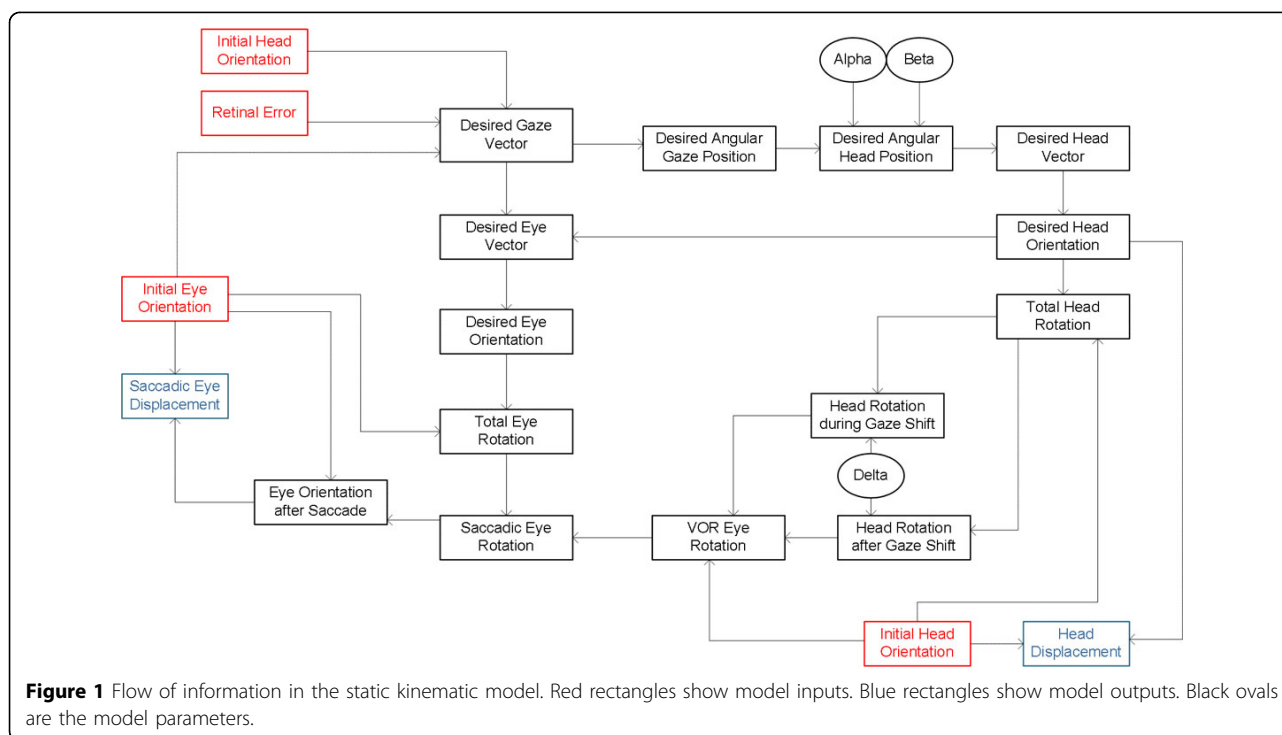 Initial Head
Orientation
Alpha
Beta
Retinal Error
Desired Gaze
Vector
Desired Angular
Gaze Position
Desired Angular
Head Position
Desired Head
Vector
Desired Eye
Vector
Desired Head
Orientation
Initial Eye
Orientation
Desired Eye
Orientation
Total Head
Rotation
Saccadic Eye
Displacement
Total Eye
Rotation
Head Rotation
during Gaze Shift
Delta
Eye Orientation
after Saccade
Saccadic Eye
Rotation
VOR Eye
Rotation
Head Rotation
after Gaze Shift
Initial Head
Orientation
Head
Displacement
Figure 1 Flow of information in the static kinematic model. Red rectangles show model inputs. Blue rectangles show model outputs. Black ovals
are the model parameters.